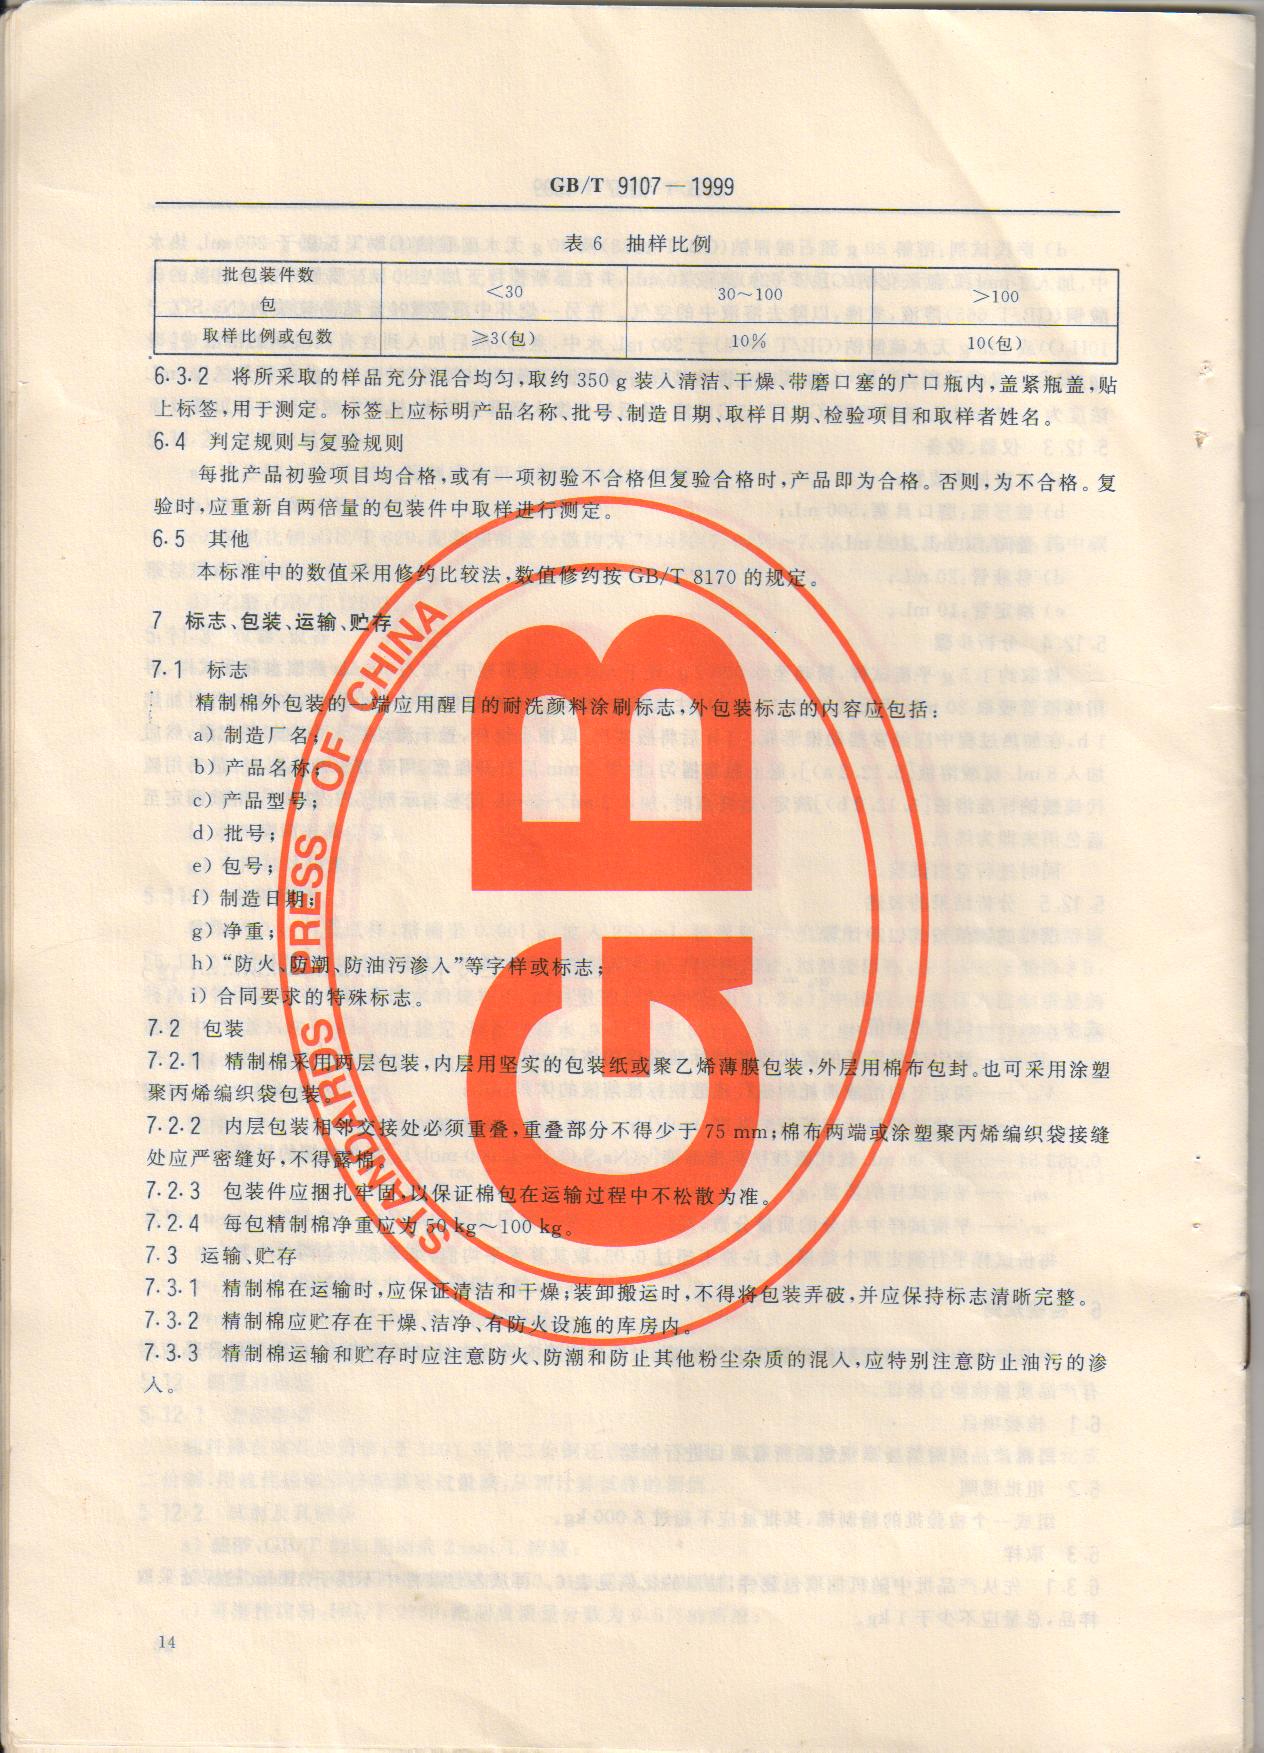 GB/T 9107—1999
表 6 抽样比例
批包装件数
包
<30
30～100
>100
取样比例或包数
≥3(包)
10%
10(包)
6.3.2 将所采取的样品充分混合均匀,取约 350 g 装入清洁、干燥、带磨口塞的广口瓶内,盖紧瓶盖,贴
上标签,用于测定。标签上应标明产品名称、批号、制造日期、取样日期、检验项目和取样者姓名。
6.4 判定规则与复验规则
每批产品初验项目均合格,或有一项初验不合格但复验合格时,产品即为合格。否则,为不合格。复
验时,应重新自两倍量的包装件中取样进行测定。
6.5 其他
本标准中的数值采用修约比较法,数值修约按 GB/T 8170 的规定。
7 标志、包装、运输、贮存
7.1 标志
精制棉外包装的一端应用醒目的耐洗颜料涂刷标志,外包装标志的内容应包括:
a) 制造厂名;
b) 产品名称;
c) 产品型号;
d) 批号;
e) 包号;
f) 制造日期;
g) 净重;
h) “防火、防潮、防油污渗入”等字样或标志;
i) 合同要求的特殊标志。
7.2 包装
7.2.1 精制棉采用两层包装,内层用坚实的包装纸或聚乙烯薄膜包装,外层用棉布包封。也可采用涂塑
聚丙烯编织袋包装。
7.2.2 内层包装相邻交接处必须重叠,重叠部分不得少于 75 mm;棉布两端或涂塑聚丙烯编织袋接缝
处应严密缝好,不得露棉。
7.2.3 包装件应捆扎牢固,以保证棉包在运输过程中不松散为准。
7.2.4 每包精制棉净重应为 50 kg～100 kg。
7.3 运输、贮存
7.3.1 精制棉在运输时,应保证清洁和干燥;装卸搬运时,不得将包装弄破,并应保持标志清晰完整。
7.3.2 精制棉应贮存在干燥、洁净、有防火设施的库房内。
7.3.3 精制棉运输和贮存时应注意防火、防潮和防止其他粉尘杂质的混入,应特别注意防止油污的渗
入。
14
STANDARDS PRESS OF CHINA
GB